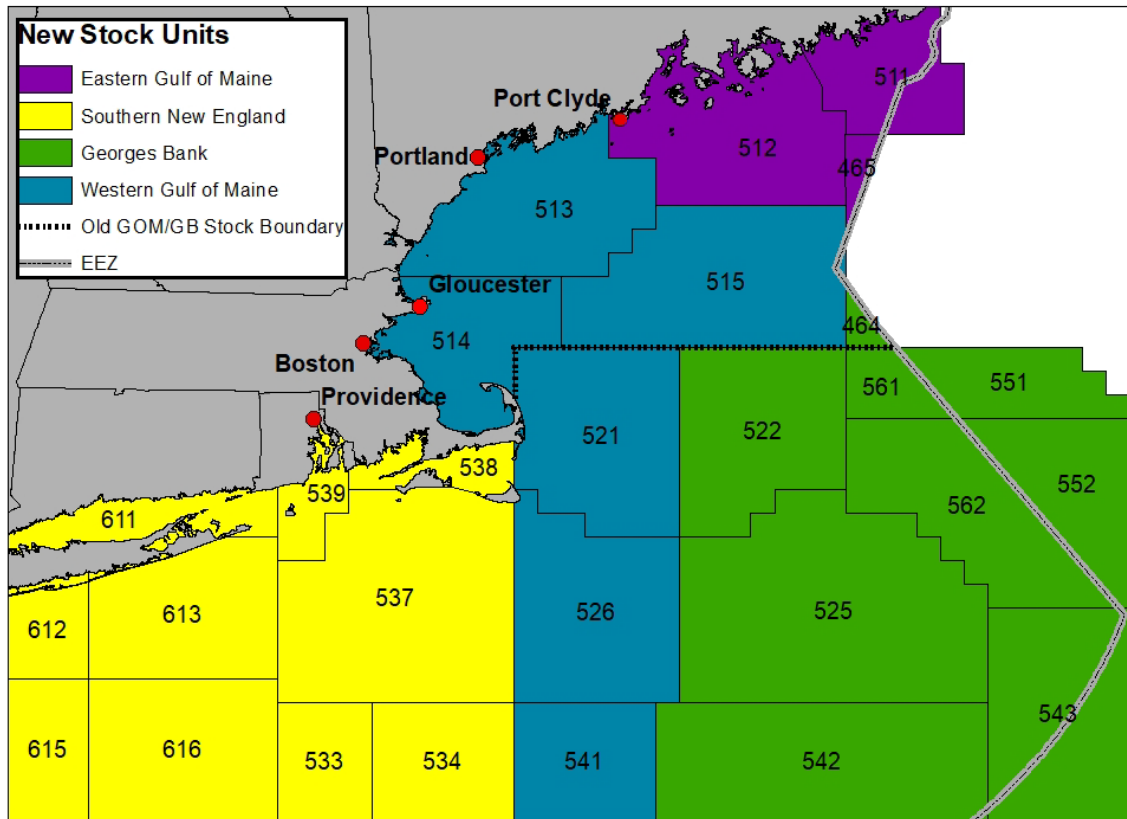 New Stock Units
Eastern Gulf of Maine
Southern New England
Georges Bank
Western Gulf of Maine
Old GOM/GB Stock Boundary
EEZ
511
Port Clyde
512
Portland
465
513
Gloucester
515
464
514
Boston
561
551
Providence
521
522
538
552
539
562
611
537
613
526
525
612
543
615
616
533
534
541
542